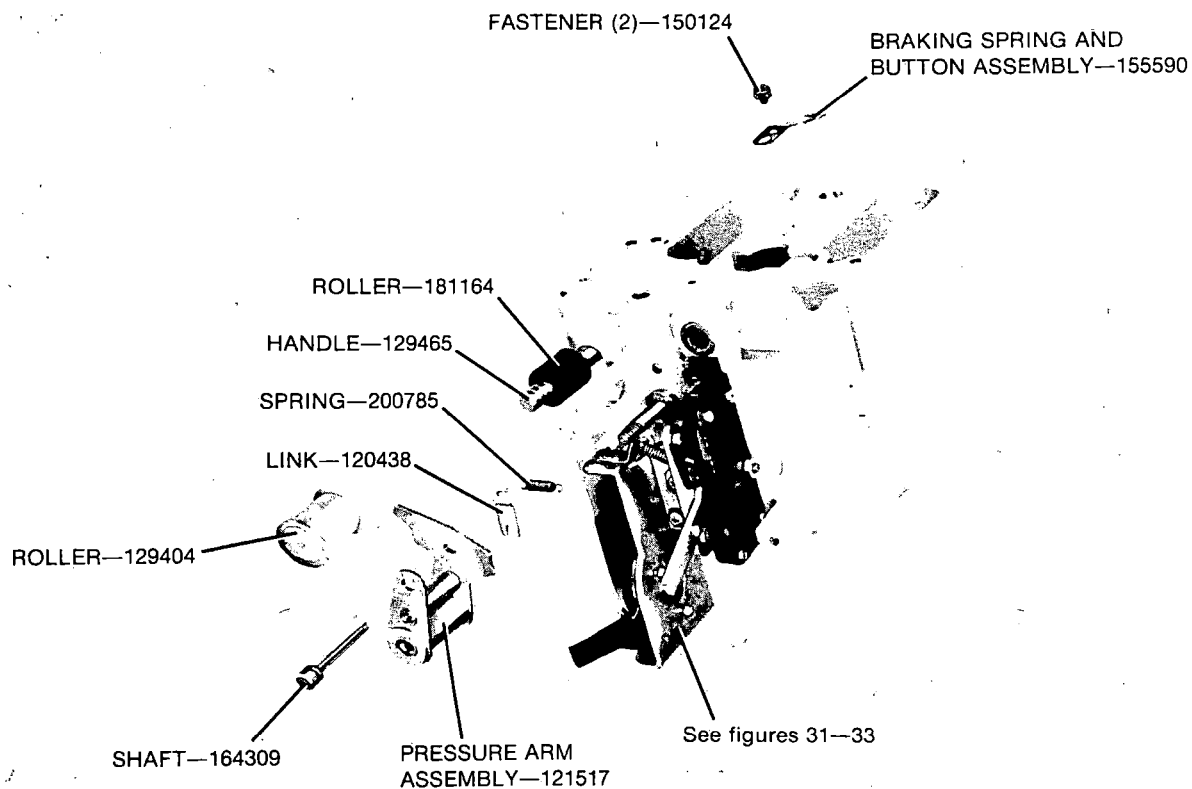 FASTENER (2)—150124
BRAKING SPRING AND
BUTTON ASSEMBLY—155590
ROLLER—181164
HANDLE—129465
SPRING—200785
LINK—120438
ROLLER—129404
SHAFT—164309
PRESSURE ARM
ASSEMBLY—121517
See figures 31—33